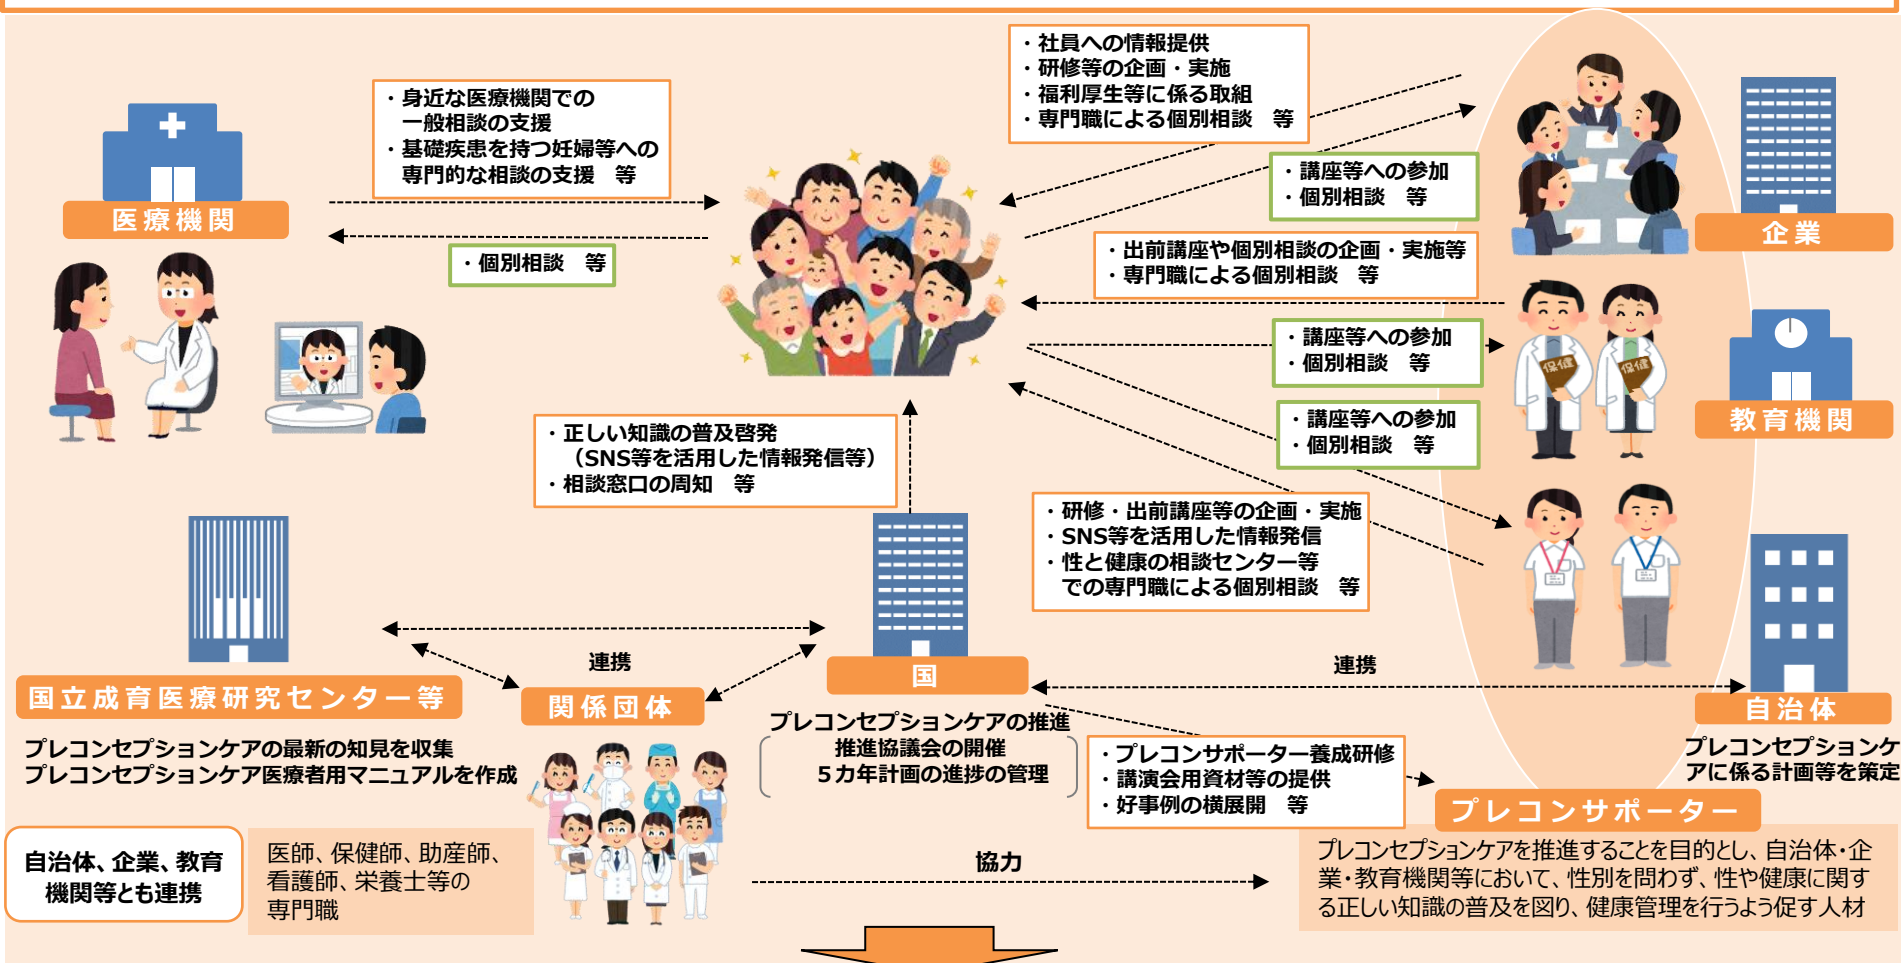 ・社員への情報提供
・研修等の企画・実施
・福利厚生等に係る取組
・専門職による個別相談　等
・身近な医療機関での
一般相談の支援
・基礎疾患を持つ妊婦等への
専門的な相談の支援　等
医療機関
・個別相談　等
・講座等への参加
・個別相談　等
企業
・出前講座や個別相談の企画・実施等
・専門職による個別相談　等
・講座等への参加
・個別相談　等
保健
保健
教育機関
・講座等への参加
・個別相談　等
・正しい知識の普及啓発
（SNS等を活用した情報発信等）
・相談窓口の周知　等
・研修・出前講座等の企画・実施
・SNS等を活用した情報発信
・性と健康の相談センター等
での専門職による個別相談　等
連携
連携
国立成育医療研究センター等
関係団体
国
自治体
プレコンセプションケアの最新の知見を収集
プレコンセプションケア医療者用マニュアルを作成
プレコンセプションケアの推進
推進協議会の開催
５カ年計画の進捗の管理
・プレコンサポーター養成研修
・講演会用資材等の提供
・好事例の横展開　等
プレコンセプションケ
アに係る計画等を策定
プレコンサポーター
自治体、企業、教育
機関等とも連携
医師、保健師、助産師、
看護師、栄養士等の
専門職
協力
プレコンセプションケアを推進することを目的とし、自治体・企
業・教育機関等において、性別を問わず、性や健康に関す
る正しい知識の普及を図り、健康管理を行うよう促す人材